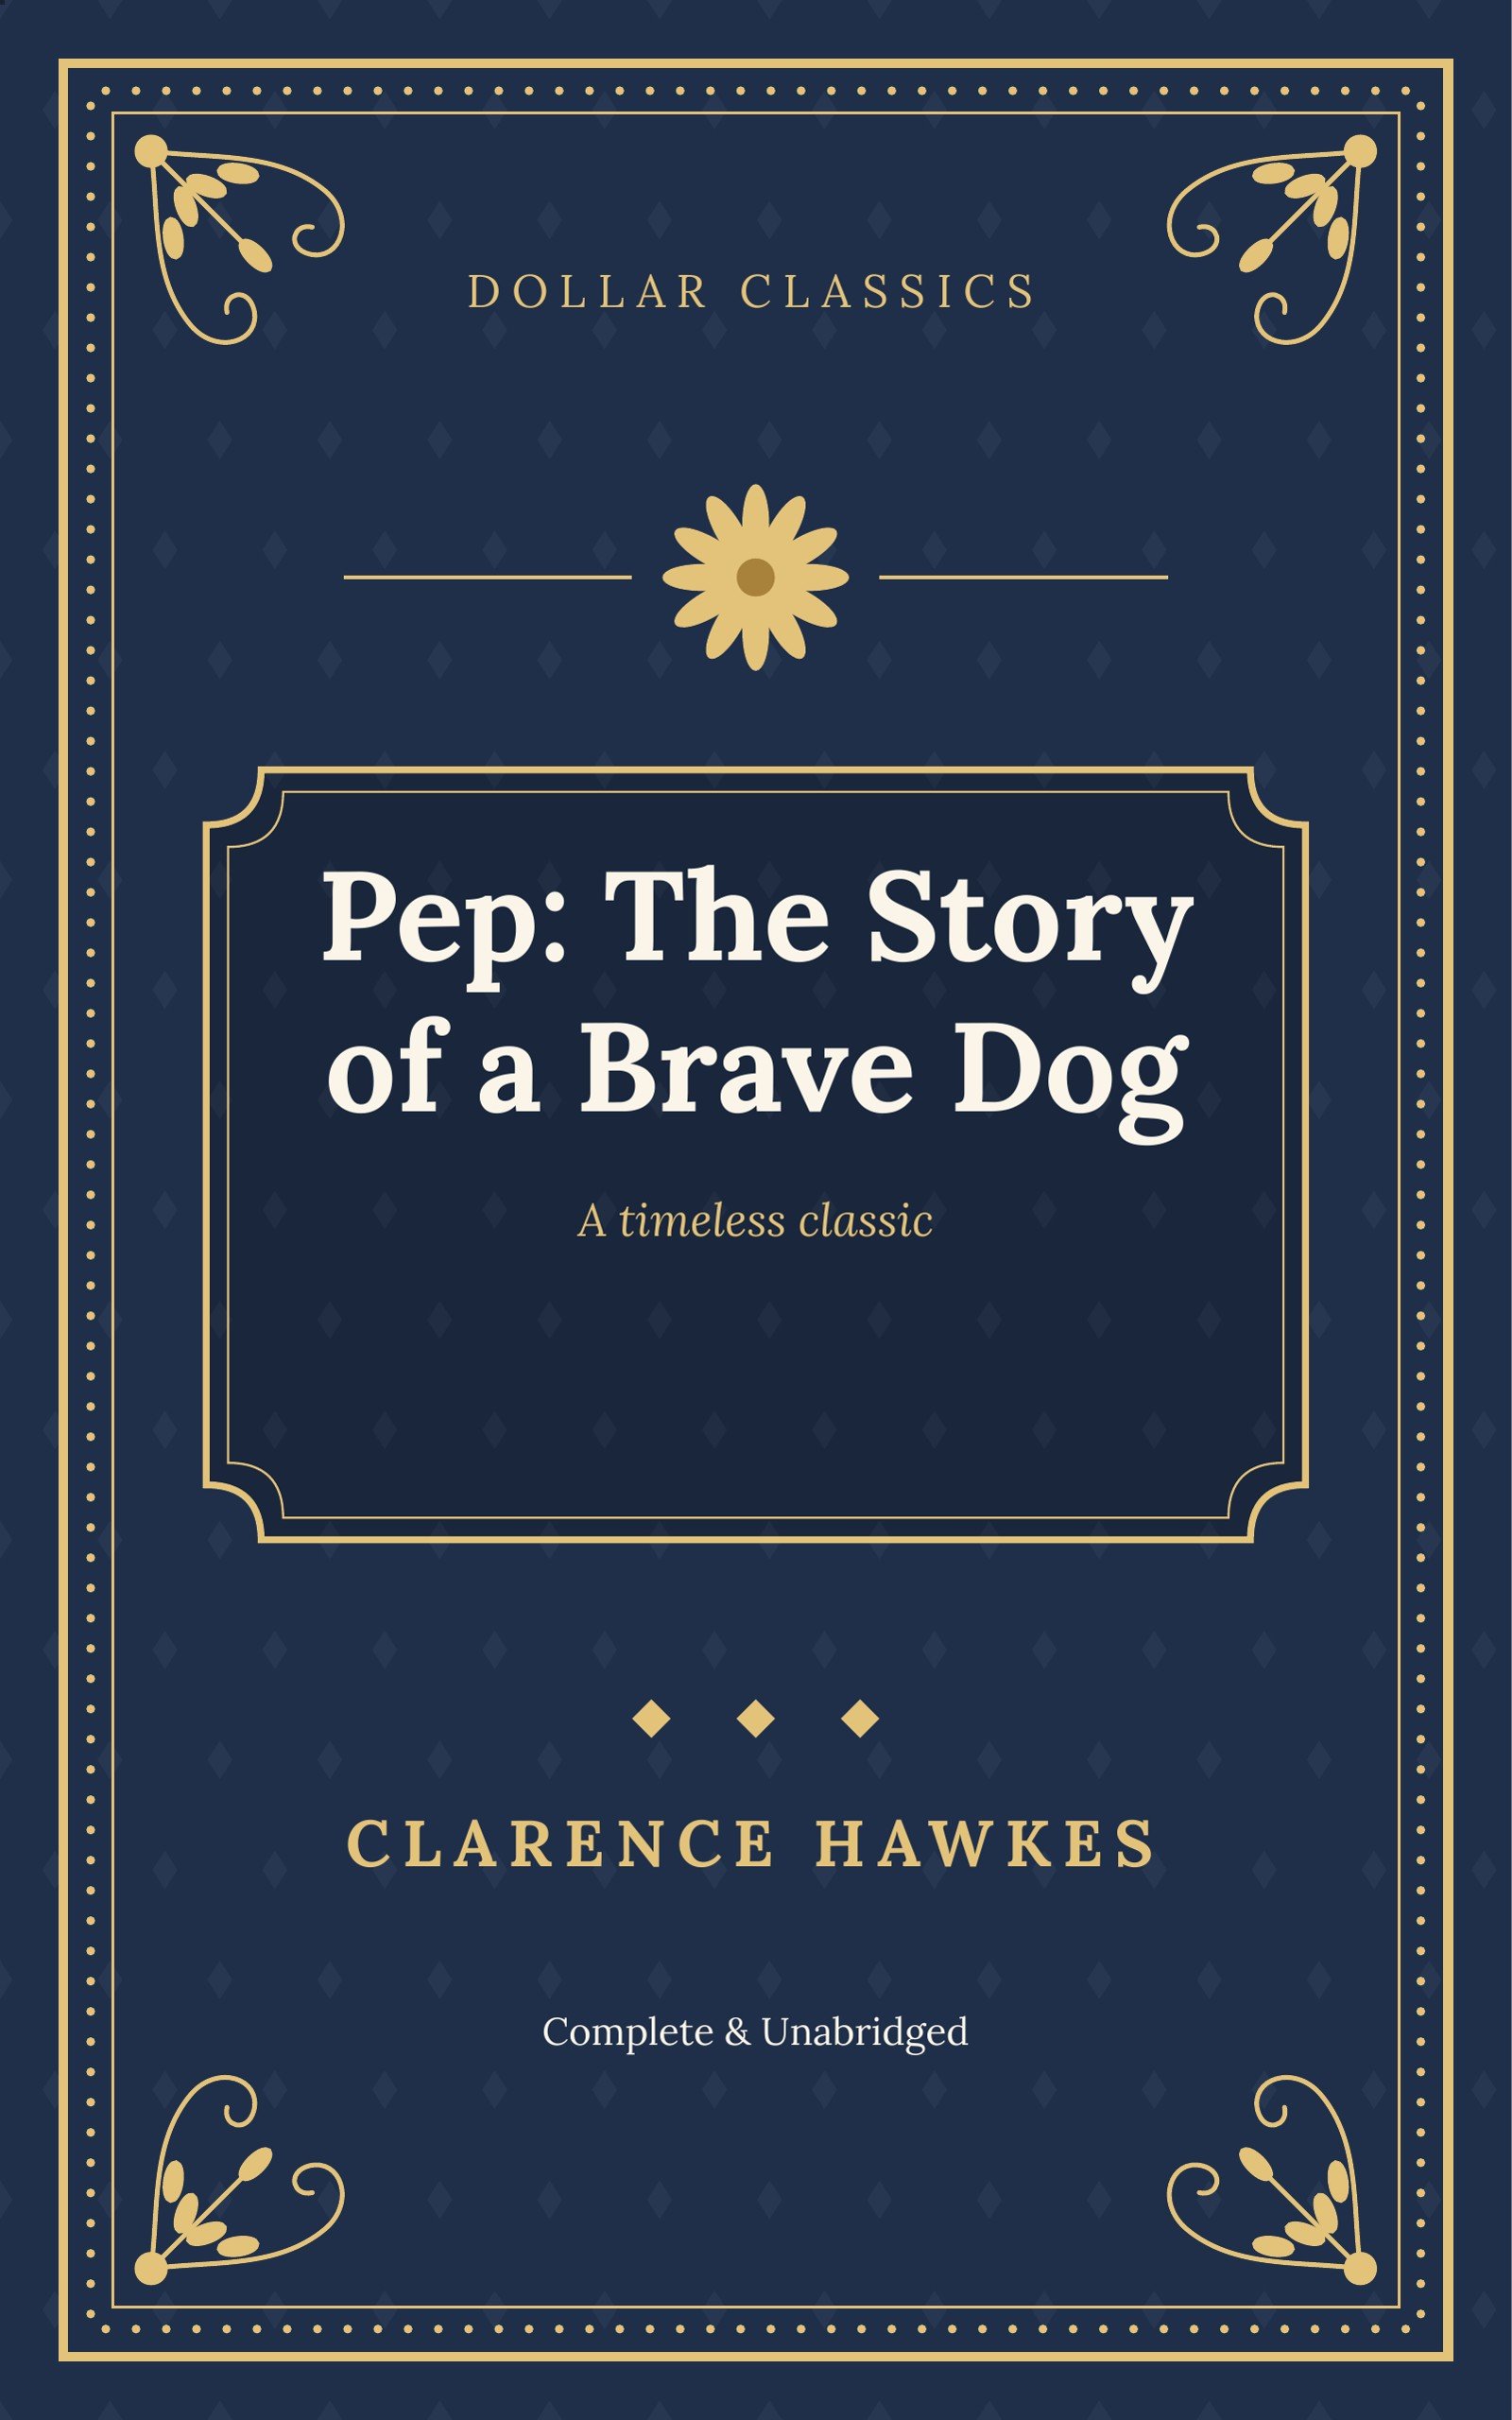 DOLLAR CLASSICS
Pep: The Story
of a Brave Dog
A timeless classic
CLARENCE HAWKES
Complete & Unabridged